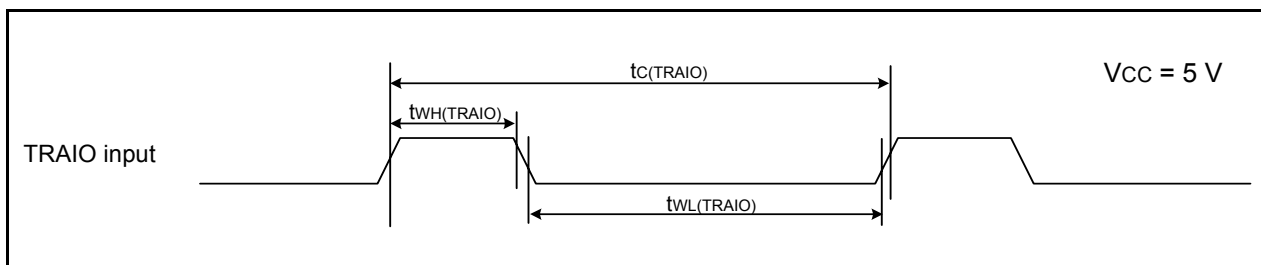 tC(TRAIO)
VCC = 5 V
tWH(TRAIO)
TRAIO input
tWL(TRAIO)